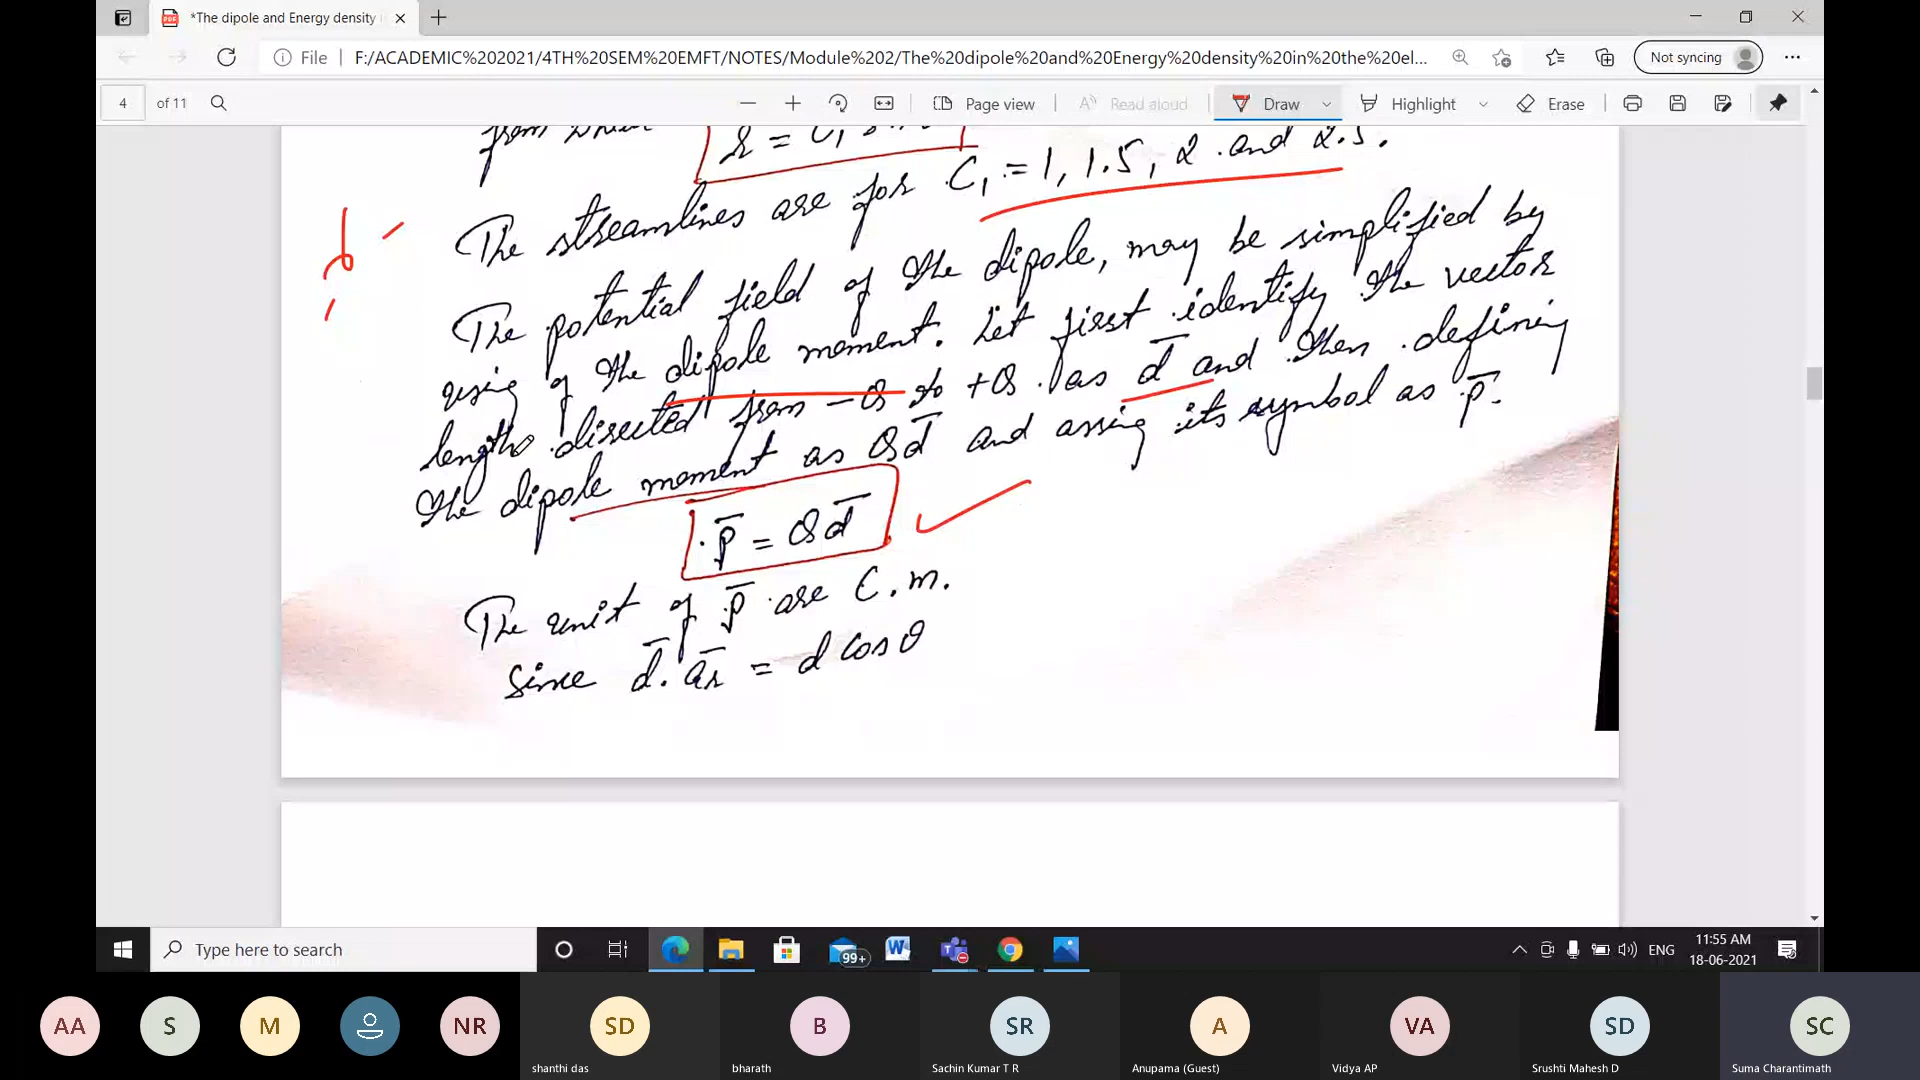 *The dipole and Energy density i
File F:/ACADEMIC%202021/4TH%20SEM%20EMFT/NOTES/Module%202/The%20dipole%20and%20Energy%20density%20in%20the%20el...
Not syncing
4 of 11
Page view
Read aloud
Draw
Highlight
Erase
r = C₁
The streamlines are for C₁ = 1, 1.5, 2 and 2.5.
The potential field of the dipole, may be simplified by
using of the dipole moment. Let first identify the vector
length directed from -Q to +Q as d̅ and then defining
the dipole moment as Qd̅ and assing its symbol as p̅.
p̅ = Qd̅
The unit of p̅ are C.m.
Since d̅. a̅r = d cosθ
Type here to search
99+
ENG
11:55 AM
18-06-2021
AA S M NR SD B SR A VA SD SC
shanthi das bharath Sachin Kumar T R Anupama (Guest) Vidya AP Srushti Mahesh D Suma Charantimath